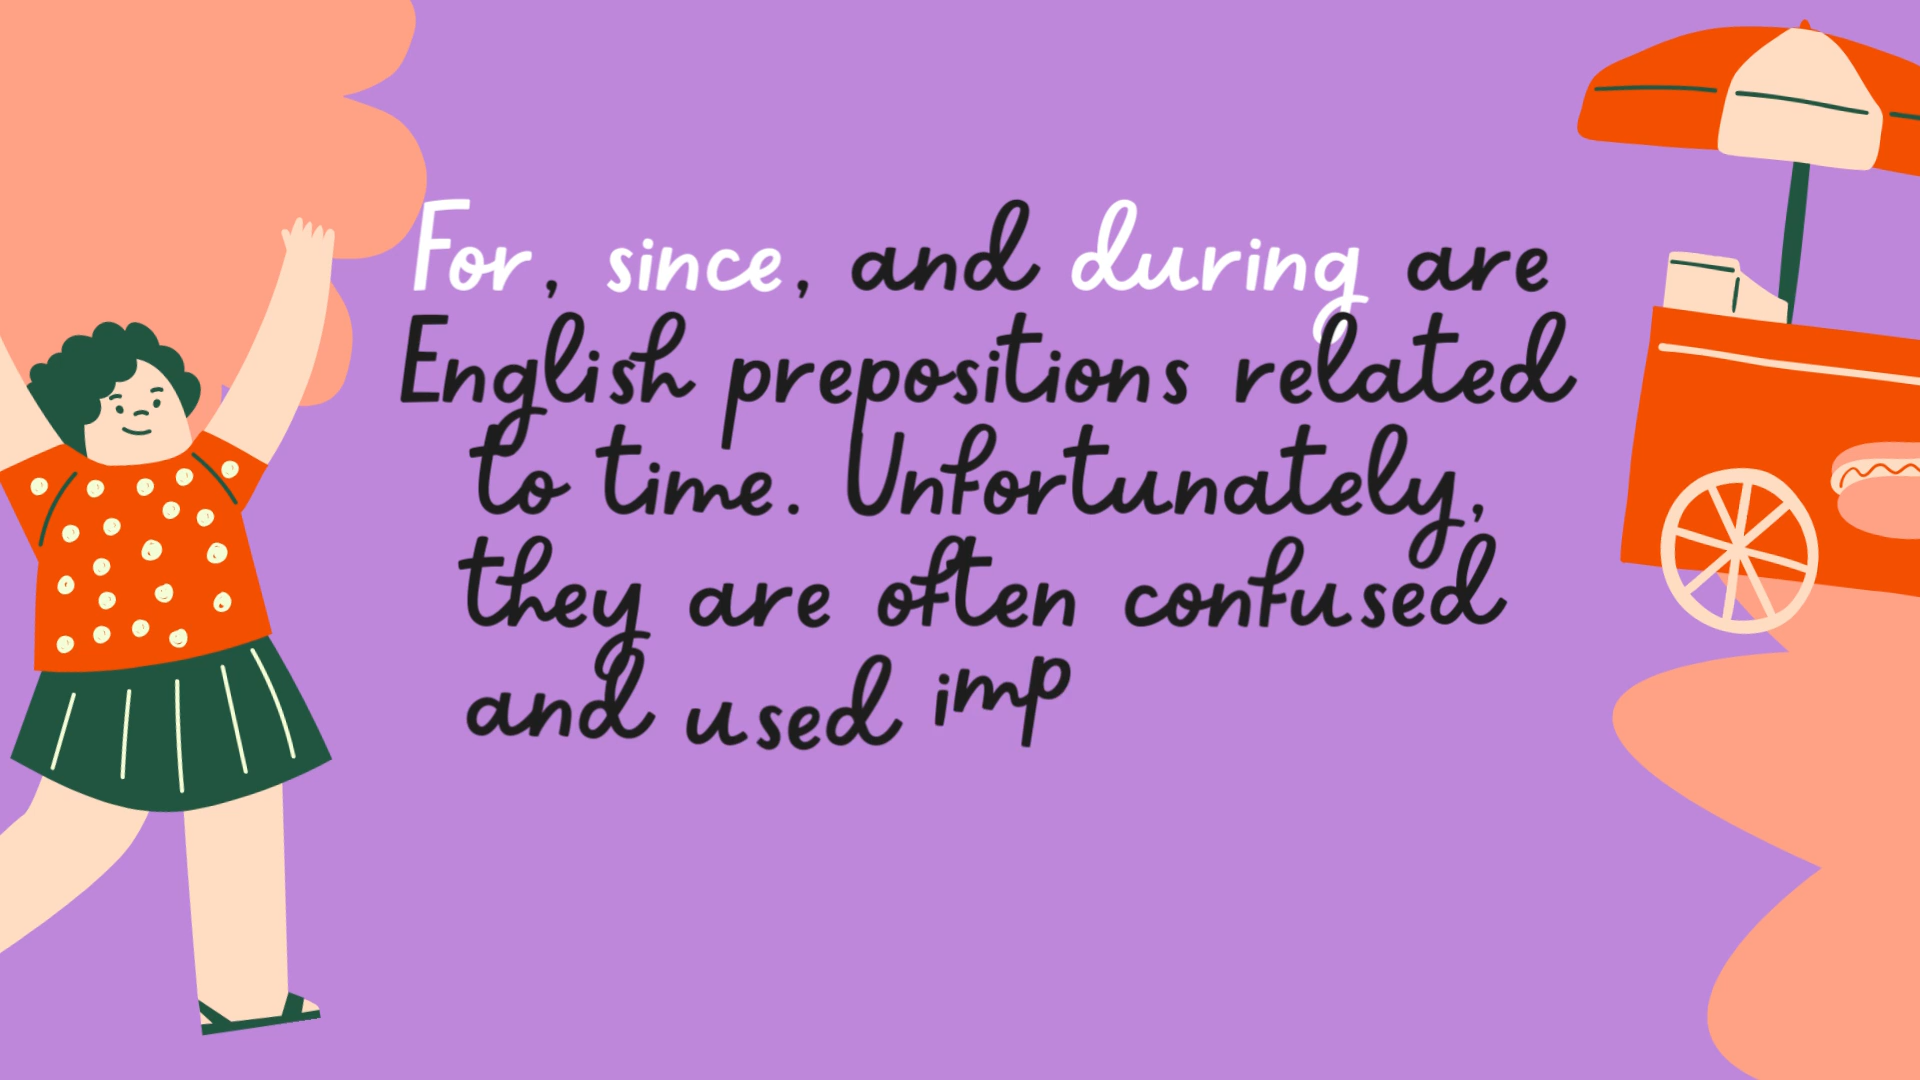 For, since, and during are
English prepositions related
to time. Unfortunately,
they are often confused
and used imp